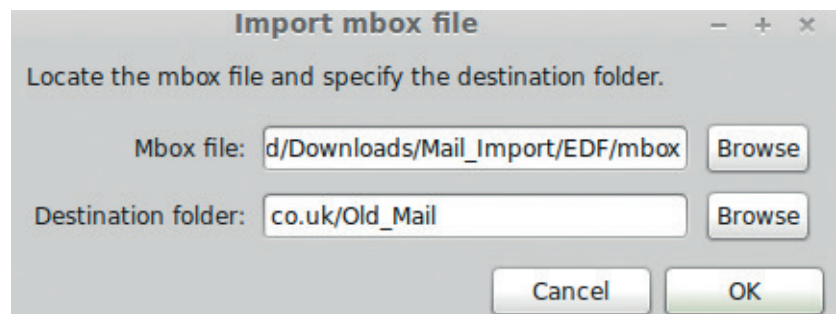 Import mbox file
Locate the mbox file and specify the destination folder.
Mbox file: d/Downloads/Mail_Import/EDF/mbox Browse
Destination folder: co.uk/Old_Mail Browse
Cancel OK